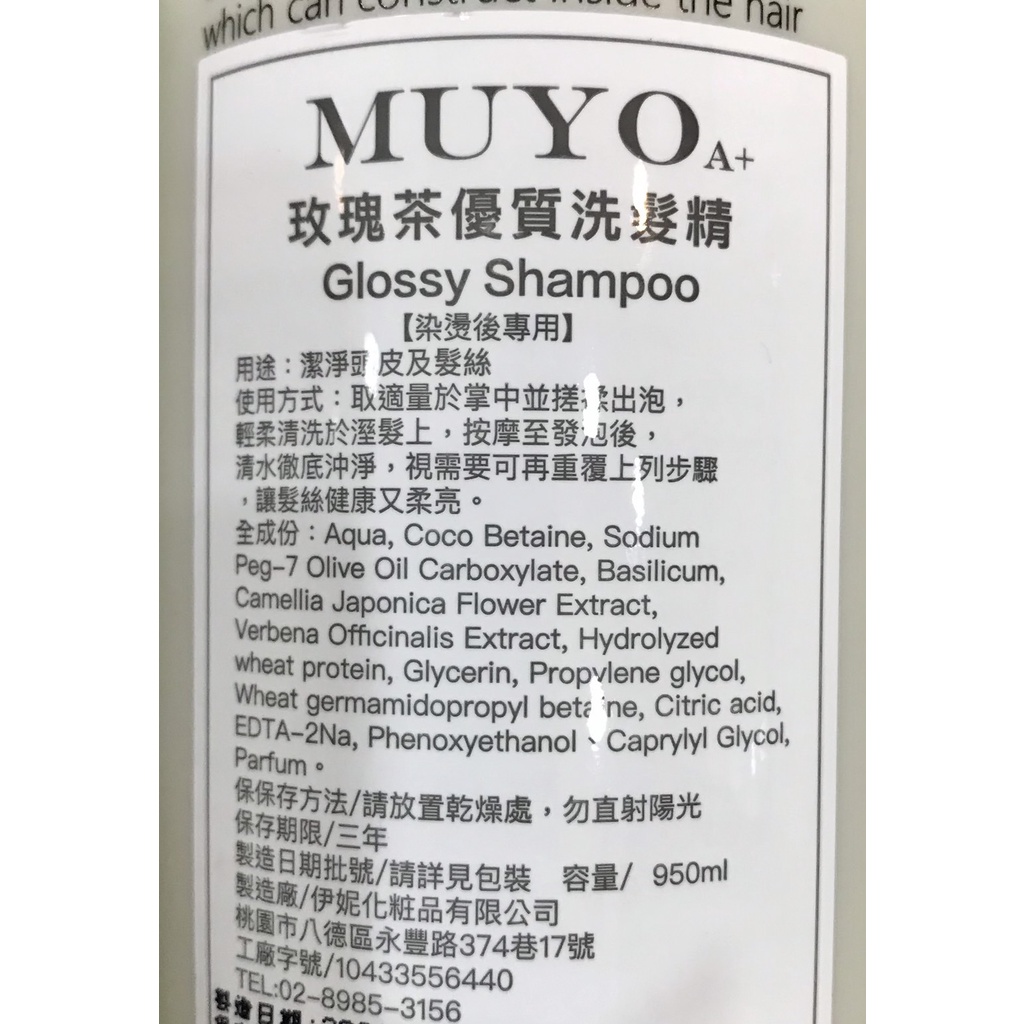 which can construct inside the hair
MUYO A+
玫瑰茶優質洗髮精
Glossy Shampoo
【染燙後專用】
用途：潔淨頭皮及髮絲
使用方式：取適量於掌中並搓揉出泡，
輕柔清洗於溼髮上，按摩至發泡後，
清水徹底沖淨，視需要可再重覆上列步驟
，讓髮絲健康又柔亮。
全成份：Aqua, Coco Betaine, Sodium
Peg-7 Olive Oil Carboxylate, Basilicum,
Camellia Japonica Flower Extract,
Verbena Officinalis Extract, Hydrolyzed
wheat protein, Glycerin, Propylene glycol,
Wheat germamidopropyl betaine, Citric acid,
EDTA-2Na, Phenoxyethanol、Caprylyl Glycol,
Parfum。
保保存方法/請放置乾燥處，勿直射陽光
保存期限/三年
製造日期批號/請詳見包裝 容量/ 950ml
製造廠/伊妮化粧品有限公司
桃園市八德區永豐路374巷17號
工廠字號/10433556440
TEL:02-8985-3156
製造日期: